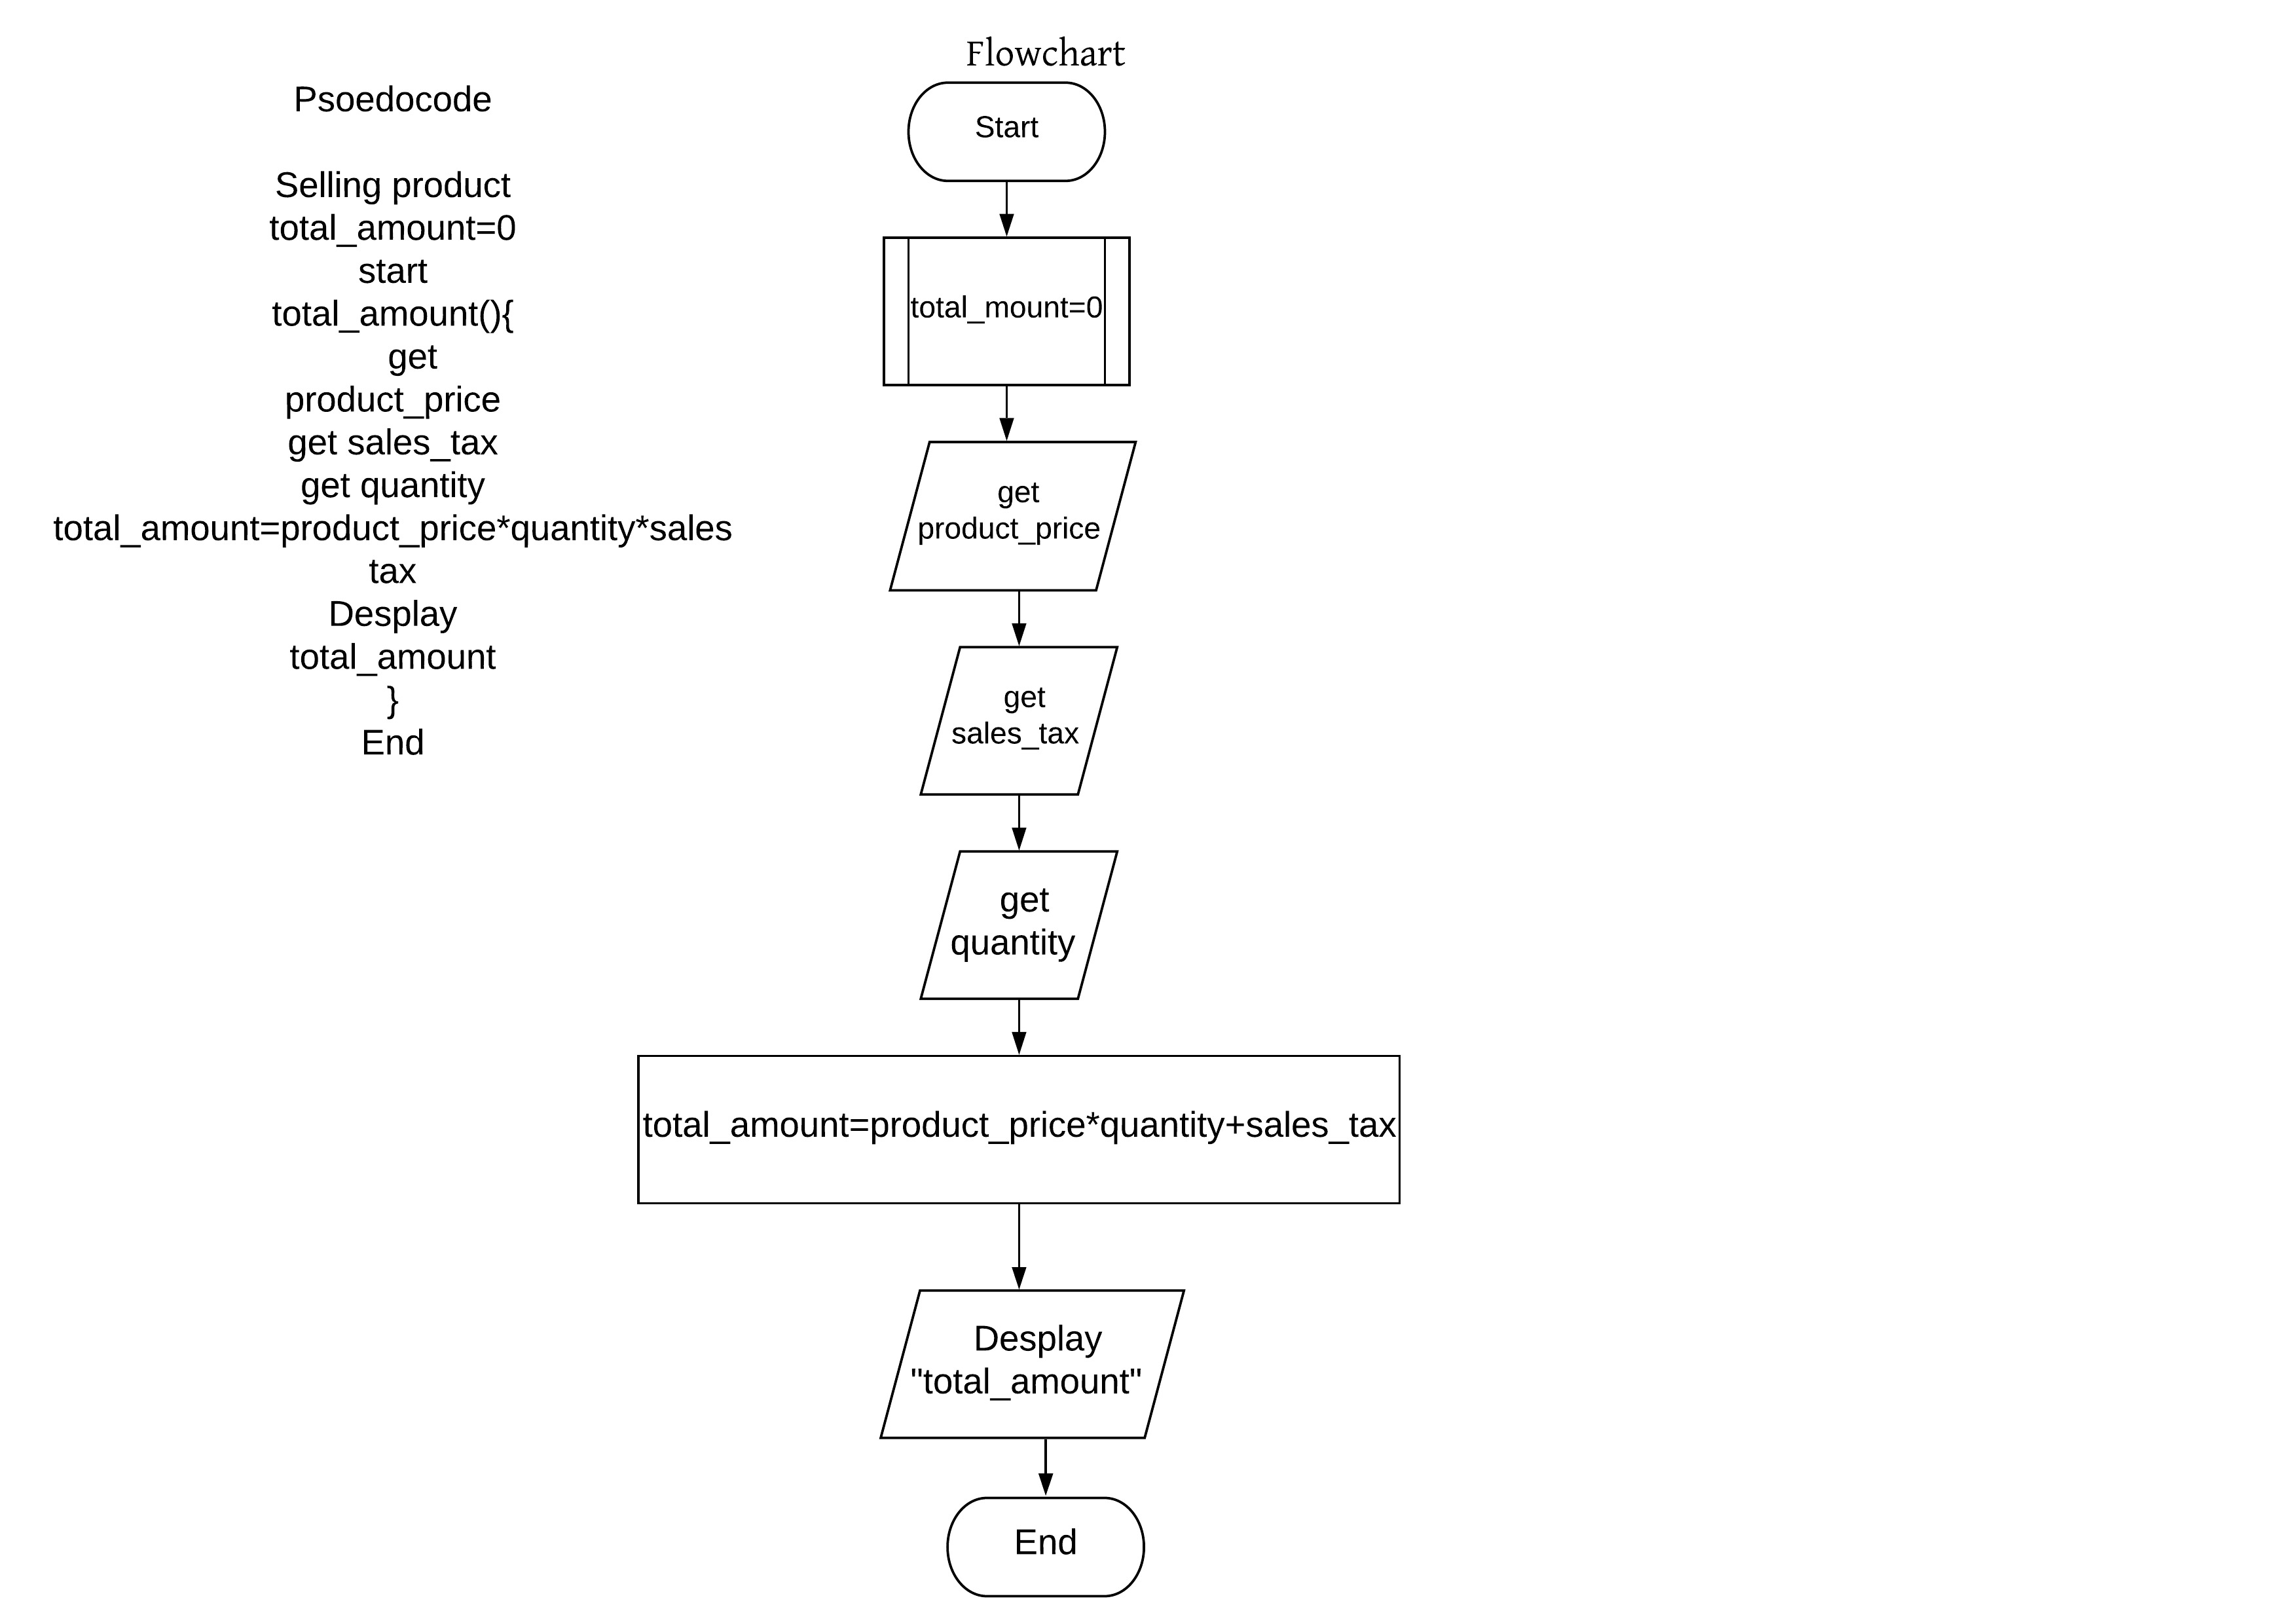 Psoedocode
Selling product
total_amount=0
start
total_amount(){
get
product_price
get sales_tax
get quantity
total_amount=product_price*quantity*sales
tax
Desplay
total_amount
}
End
Flowchart
Start
total_mount=0
get
product_price
get
sales_tax
get
quantity
total_amount=product_price*quantity+sales_tax
Desplay
"total_amount"
End